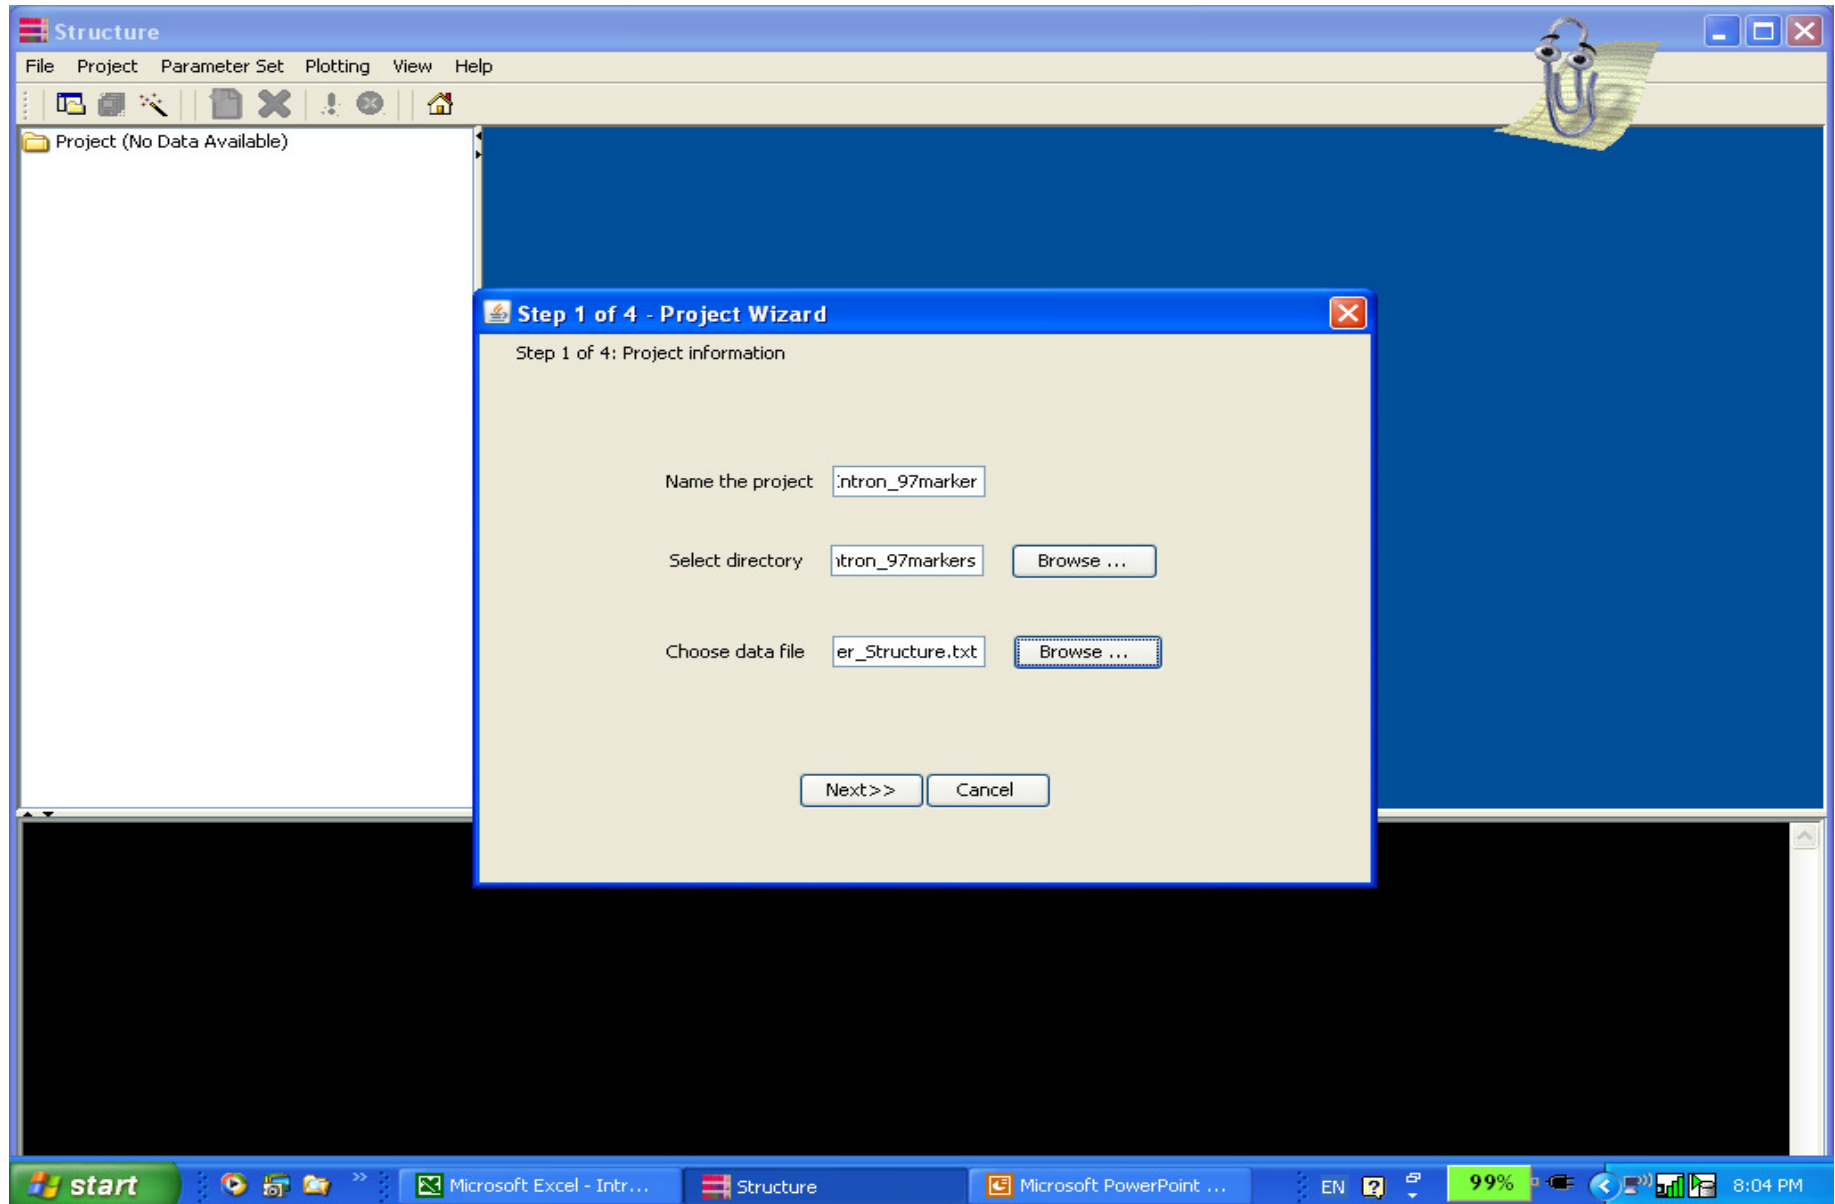 Structure
File Project Parameter Set Plotting View Help
Project (No Data Available)
Step 1 of 4 - Project Wizard
Step 1 of 4: Project information
Name the project
ntron_97marker
Select directory
tron_97markers
Browse ...
Choose data file
er_Structure.txt
Browse ...
Next>>
Cancel
start
Microsoft Excel - Intr...
Structure
Microsoft PowerPoint ...
EN
99%
8:04 PM